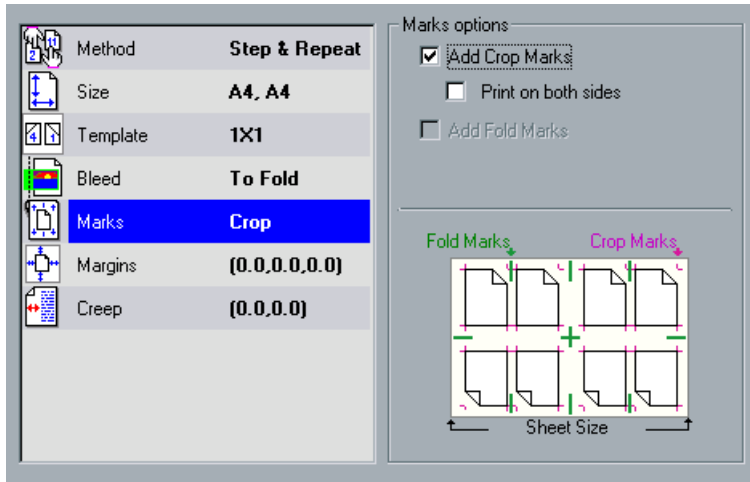 Method Step & Repeat
Size A4, A4
Template 1X1
Bleed To Fold
Marks Crop
Margins (0.0,0.0,0.0)
Creep (0.0,0.0)
Marks options
Add Crop Marks
Print on both sides
Add Fold Marks
Fold Marks Crop Marks
Sheet Size